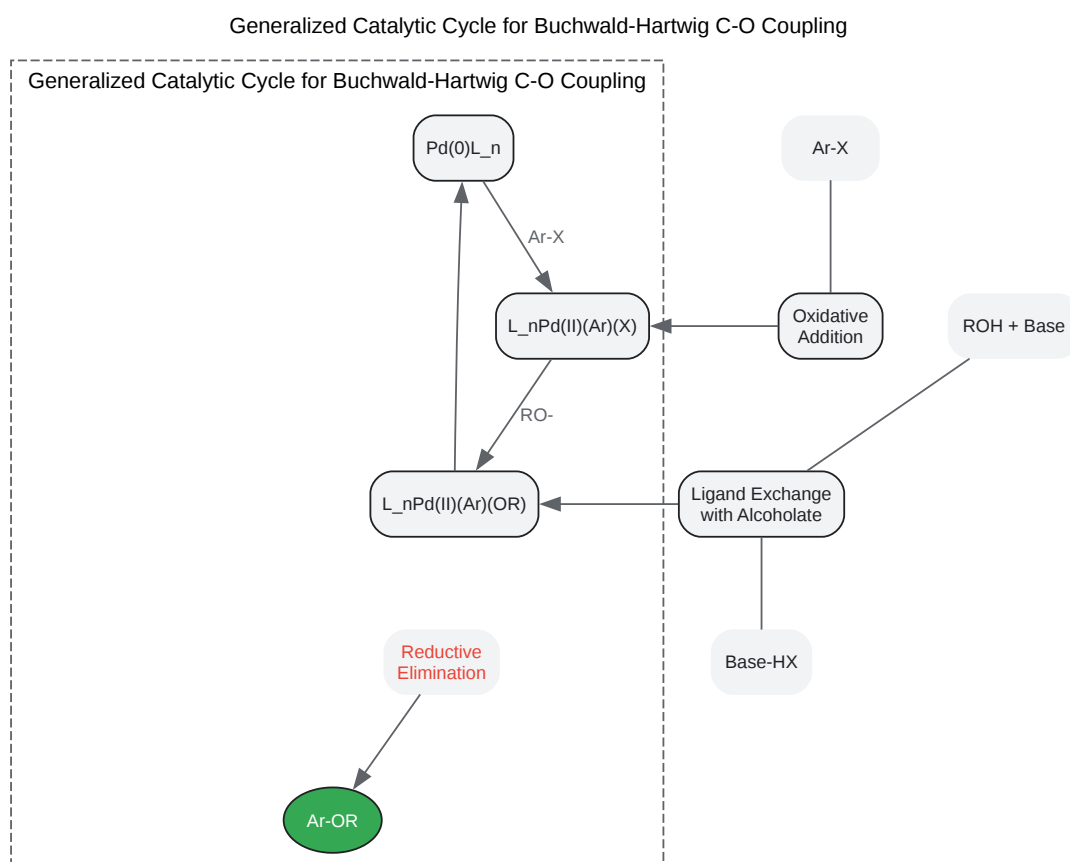 Generalized Catalytic Cycle for Buchwald-Hartwig C-O Coupling
Generalized Catalytic Cycle for Buchwald-Hartwig C-O Coupling
Pd(0)L_n
Ar-X
Ar-X
L_nPd(II)(Ar)(X)
Oxidative
Addition
ROH + Base
RO-
L_nPd(II)(Ar)(OR)
Ligand Exchange
with Alcoholate
Reductive
Elimination
Base-HX
Ar-OR